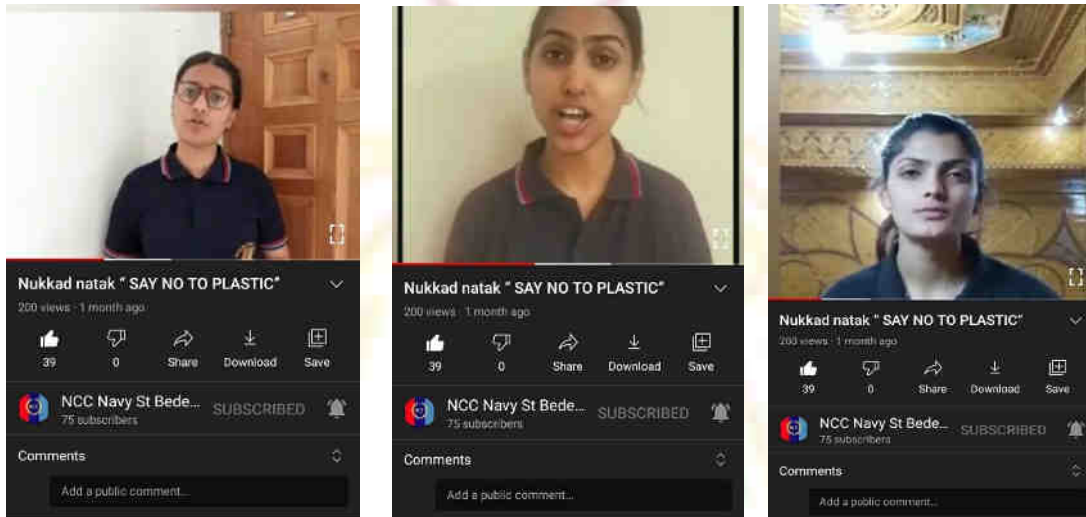 Nukkad natak " SAY NO TO PLASTIC"
200 views · 1 month ago
39
0
Share
Download
Save
NCC Navy St Bede...
75 subscribers
SUBSCRIBED
Comments
Add a public comment...
Nukkad natak " SAY NO TO PLASTIC"
200 views · 1 month ago
39
0
Share
Download
Save
NCC Navy St Bede...
75 subscribers
SUBSCRIBED
Comments
Add a public comment...
Nukkad natak " SAY NO TO PLASTIC"
200 views · 1 month ago
39
0
Share
Download
Save
NCC Navy St Bede...
75 subscribers
SUBSCRIBED
Comments
Add a public comment...